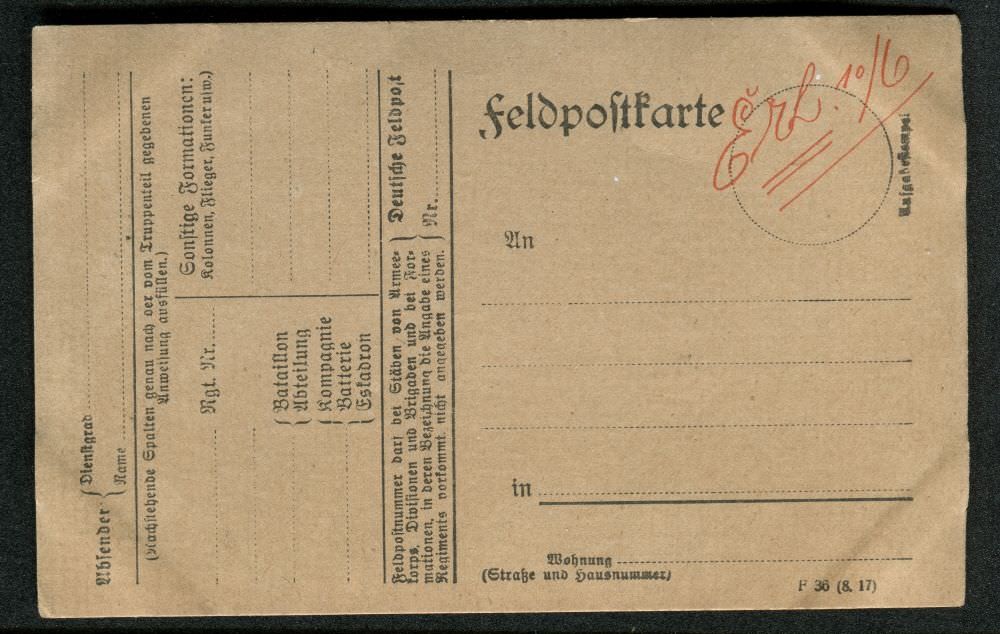 Absender
Dienstgrad
Name
(Nachstehende Spalten genau nach der vom Truppenteil gegebenen
Anweisung ausfüllen.)
Rgt. Nr.
Bataillon
Abteilung
Kompagnie
Batterie
Eskadron
Sonstige Formationen:
Kolonnen, Flieger, Funker usw.)
Feldpostnummer darf bei Stäben von Armee-
korps, Divisionen und Brigaden und bei For-
mationen, in deren Bezeichnung die Angabe eines
Regiments vorkommt, nicht angegeben werden.
Deutsche Feldpost
Nr.
Feldpostkarte
Aufgabestempel
An
in
Wohnung
(Straße und Hausnummer)
F 36 (8. 17)